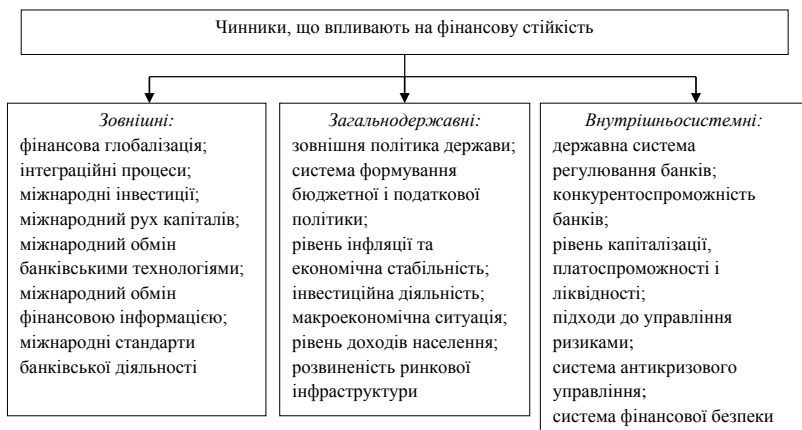 Чинники, що впливають на фінансову стійкість
Зовнішні:
фінансова глобалізація;
інтеграційні процеси;
міжнародні інвестиції;
міжнародний рух капіталів;
міжнародний обмін
банківськими технологіями;
міжнародний обмін
фінансовою інформацією;
міжнародні стандарти
банківської діяльності
Загальнодержавні:
зовнішня політика держави;
система формування
бюджетної і податкової
політики;
рівень інфляції та
економічна стабільність;
інвестиційна діяльність;
макроекономічна ситуація;
рівень доходів населення;
розвиненість ринкової
інфраструктури
Внутрішньосистемні:
державна система
регулювання банків;
конкурентоспроможність
банків;
рівень капіталізації,
платоспроможності і
ліквідності;
підходи до управління
ризиками;
система антикризового
управління;
система фінансової безпеки